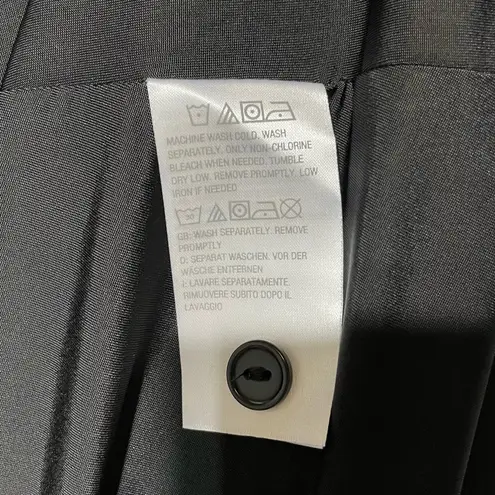 MACHINE WASH COLD. WASH
SEPARATELY. ONLY NON-CHLORINE
BLEACH WHEN NEEDED. TUMBLE
DRY LOW. REMOVE PROMPTLY. LOW
IRON IF NEEDED
30
GB: WASH SEPARATELY. REMOVE
PROMPTLY
D: SEPARAT WASCHEN. VOR DER
WÄSCHE ENTFERNEN
I: LAVARE SEPARATAMENTE.
RIMUOVERE SUBITO DOPO IL
LAVAGGIO